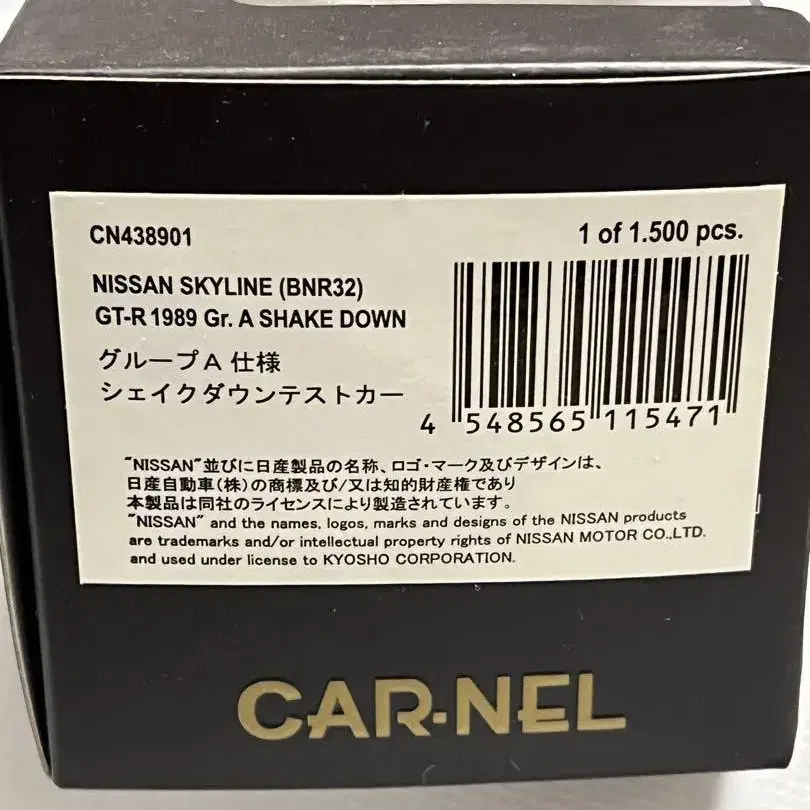 CN438901
1 of 1.500 pcs.
NISSAN SKYLINE (BNR32)
GT-R 1989 Gr. A SHAKE DOWN
グループA 仕様
シェイクダウンテストカー
4 548565 115471
"NISSAN"並びに日産製品の名称、ロゴ・マーク及びデザインは、
日産自動車(株)の商標及び/又は知的財産権であり
本製品は同社のライセンスにより製造されています。
"NISSAN" and the names, logos, marks and designs of the NISSAN products
are trademarks and/or intellectual property rights of NISSAN MOTOR CO.,LTD.
and used under license to KYOSHO CORPORATION.
CAR-NEL